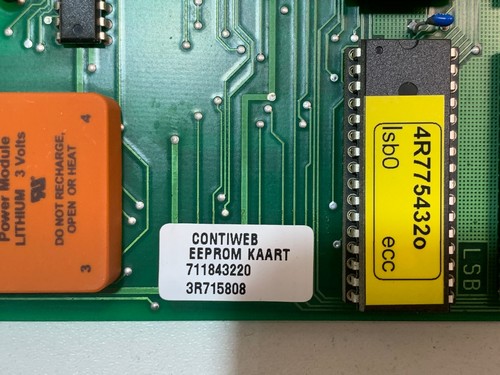 Power Module
LITHIUM 3 Volts
DO NOT RECHARGE,
OPEN OR HEAT
4
3
CONTIWEB
EEPROM KAART
711843220
3R715808
4R775432o
lsb0
ecc
LSB